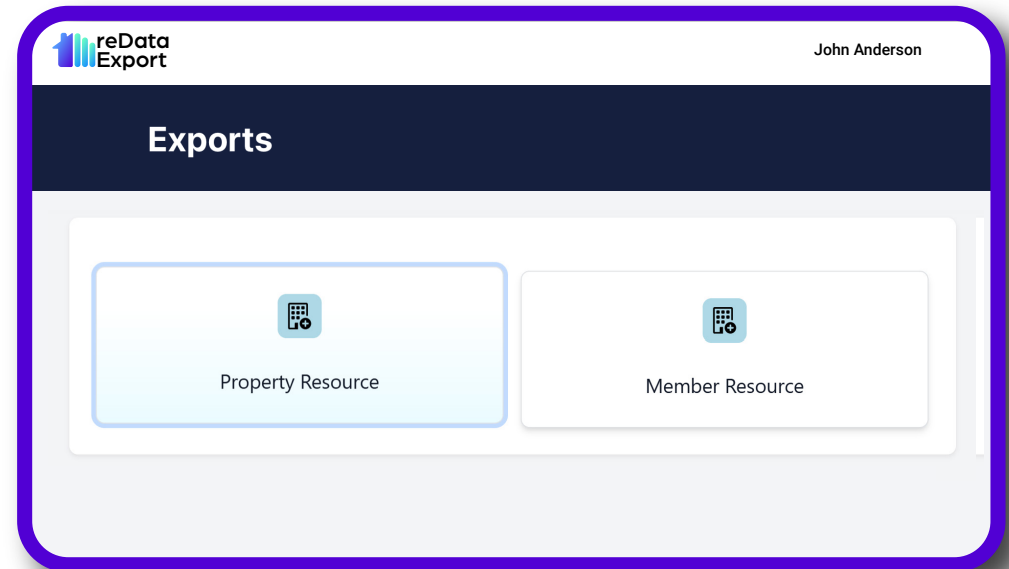 reData
Export
John Anderson
Exports
Property Resource
Member Resource